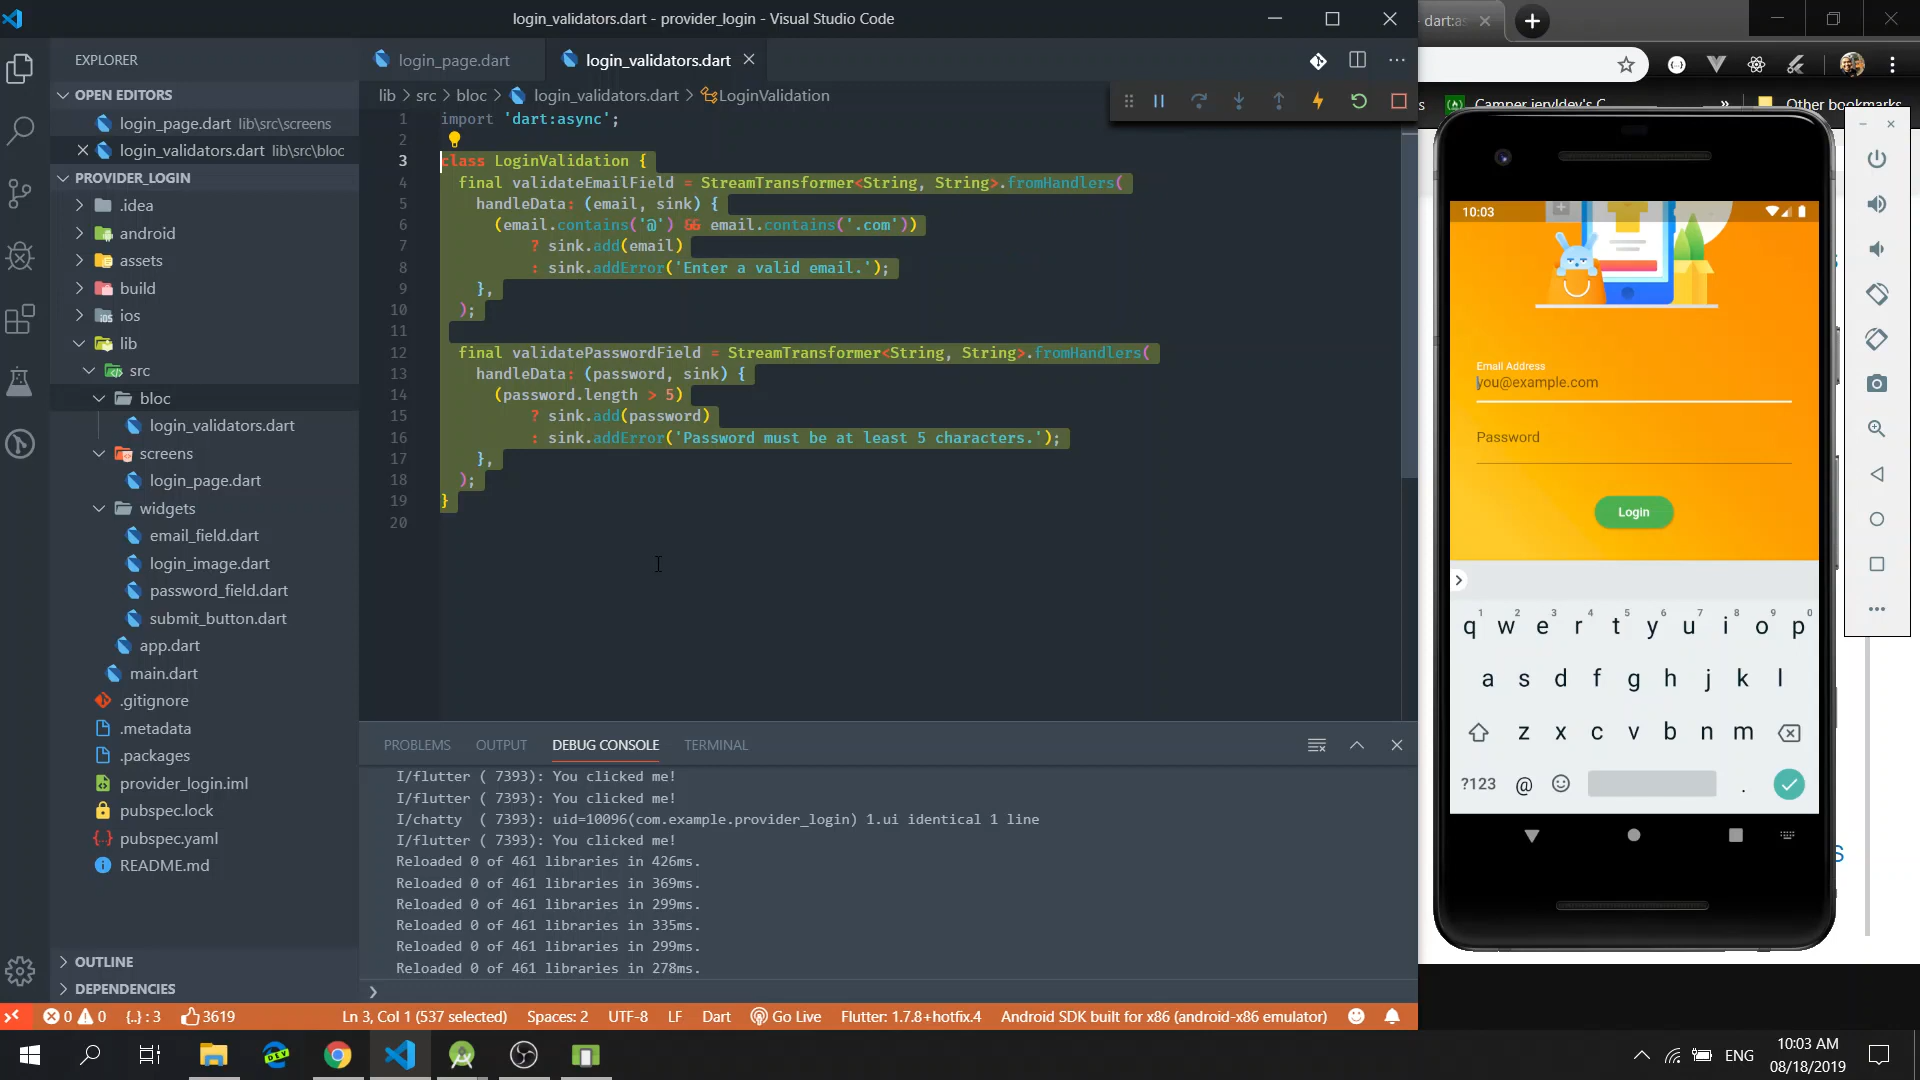 login_validators.dart - provider_login - Visual Studio Code
EXPLORER
OPEN EDITORS
login_page.dart lib\src\screens
login_validators.dart lib\src\bloc
PROVIDER_LOGIN
.idea
android
assets
build
ios
lib
src
bloc
login_validators.dart
screens
login_page.dart
widgets
email_field.dart
login_image.dart
password_field.dart
submit_button.dart
app.dart
main.dart
.gitignore
.metadata
.packages
provider_login.iml
pubspec.lock
pubspec.yaml
README.md
OUTLINE
DEPENDENCIES
login_page.dart
login_validators.dart
lib > src > bloc > login_validators.dart > LoginValidation
1 import 'dart:async';
2
3 class LoginValidation {
4 final validateEmailField = StreamTransformer<String, String>.fromHandlers(
5 handleData: (email, sink) {
6 (email.contains('@') && email.contains('.com'))
7 ? sink.add(email)
8 : sink.addError('Enter a valid email.');
9 },
10 );
11
12 final validatePasswordField = StreamTransformer<String, String>.fromHandlers(
13 handleData: (password, sink) {
14 (password.length > 5)
15 ? sink.add(password)
16 : sink.addError('Password must be at least 5 characters.');
17 },
18 );
19 }
20
PROBLEMS OUTPUT DEBUG CONSOLE TERMINAL
I/flutter ( 7393): You clicked me!
I/flutter ( 7393): You clicked me!
I/chatty ( 7393): uid=10096(com.example.provider_login) 1.ui identical 1 line
I/flutter ( 7393): You clicked me!
Reloaded 0 of 461 libraries in 426ms.
Reloaded 0 of 461 libraries in 369ms.
Reloaded 0 of 461 libraries in 299ms.
Reloaded 0 of 461 libraries in 335ms.
Reloaded 0 of 461 libraries in 299ms.
Reloaded 0 of 461 libraries in 278ms.
0 0 {..} : 3 3619 Ln 3, Col 1 (537 selected) Spaces: 2 UTF-8 LF Dart Go Live Flutter: 1.7.8+hotfix.4 Android SDK built for x86 (android-x86 emulator)
dart:as
Camper jeryldev's C
» Other bookmarks
10:03
Email Address
you@example.com
Password
Login
1 2 3 4 5 6 7 8 9 0
q w e r t y u i o p
a s d f g h j k l
z x c v b n m
?123 @ .
DEV
ENG
10:03 AM
08/18/2019